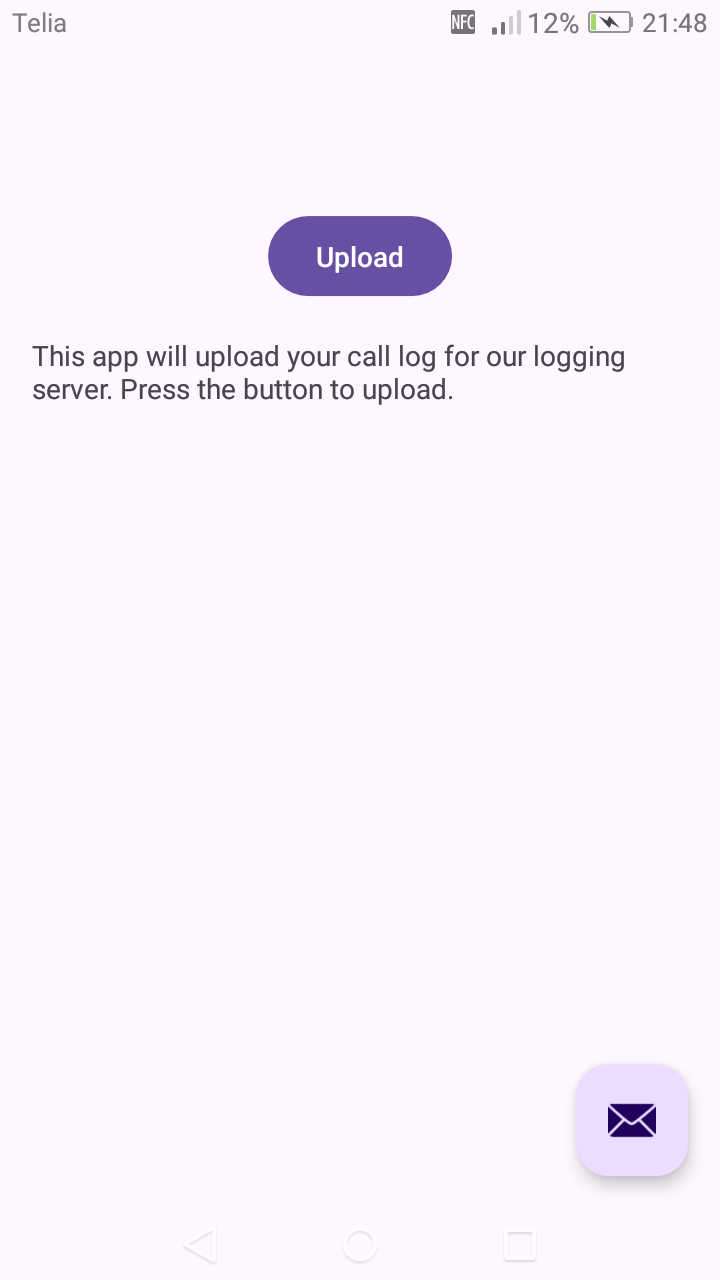 Telia NFC 12% 21:48
Upload
This app will upload your call log for our logging
server. Press the button to upload.